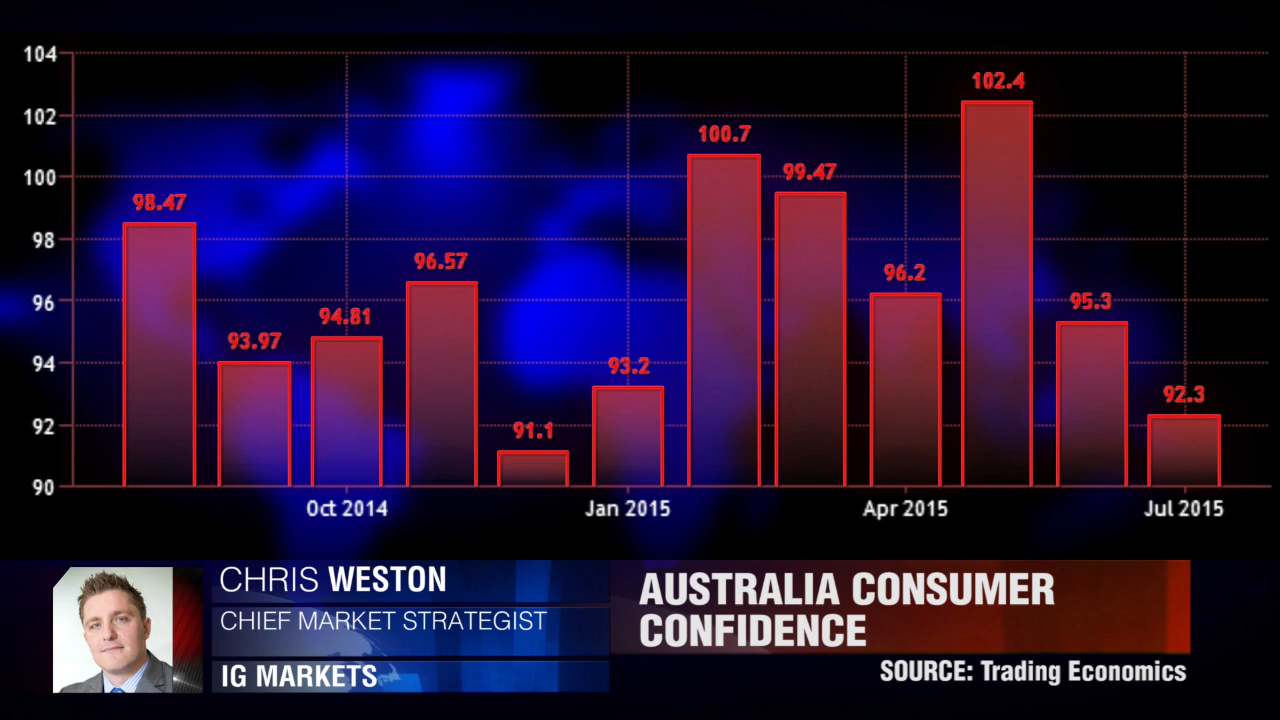 104
102
100
98
96
94
92
90
98.47
93.97
94.81
96.57
91.1
93.2
100.7
99.47
96.2
102.4
95.3
92.3
Oct 2014
Jan 2015
Apr 2015
Jul 2015
CHRIS WESTON
CHIEF MARKET STRATEGIST
IG MARKETS
AUSTRALIA CONSUMER
CONFIDENCE
SOURCE: Trading Economics